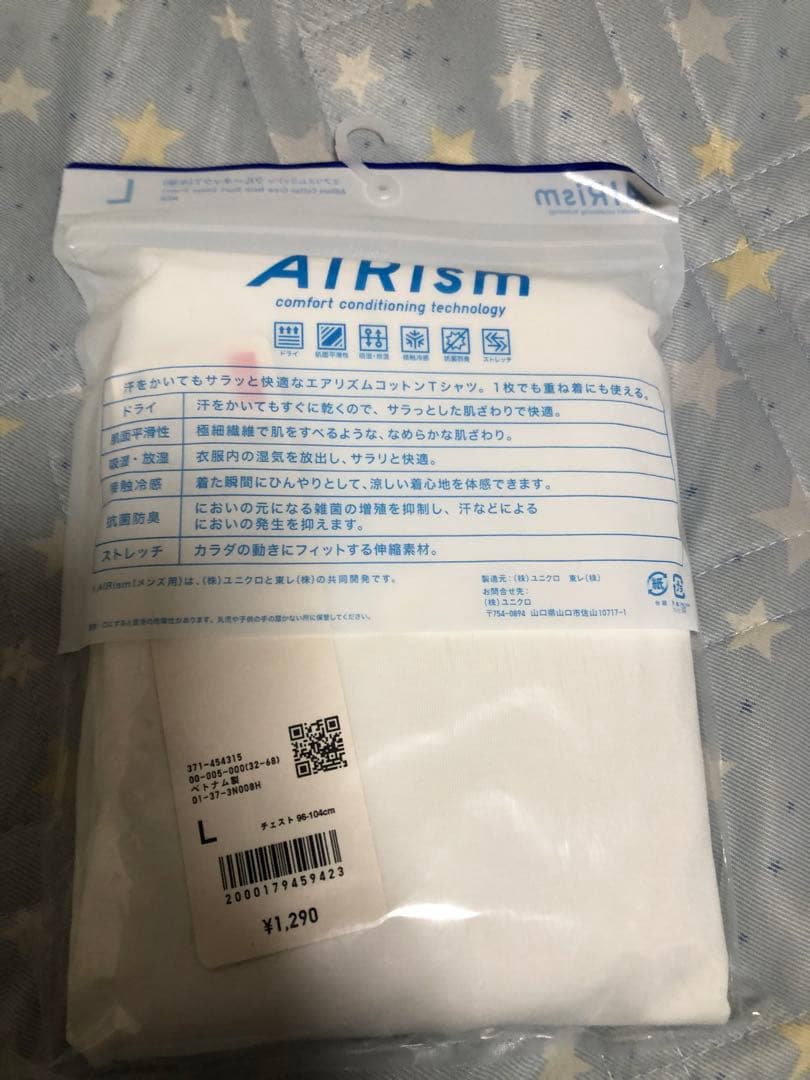 L
AIRism
AIRism
comfort conditioning technology
ドライ 肌面平滑性 吸湿・放湿 接触冷感 抗菌防臭 ストレッチ
汗をかいてもサラッと快適なエアリズムコットンTシャツ。1枚でも重ね着にも使える。
ドライ 汗をかいてもすぐに乾くので、サラっとした肌ざわりで快適。
肌面平滑性 極細繊維で肌をすべるような、なめらかな肌ざわり。
吸湿・放湿 衣服内の湿気を放出し、サラリと快適。
接触冷感 着た瞬間にひんやりとして、涼しい着心地を体感できます。
抗菌防臭 においの元になる雑菌の増殖を抑制し、汗などによる
においの発生を抑えます。
ストレッチ カラダの動きにフィットする伸縮素材。
AIRism(メンズ用)は、(株)ユニクロと東レ(株)の共同開発です。
製造元:(株)ユニクロ 東レ(株)
お問合せ先:
(株)ユニクロ
〒754-0894 山口県山口市佐山10717-1
紙
371-454315
00-005-000(32-68)
ベトナム製
01-37-3N008H
L チェスト 96-104cm
2000179459423
¥1,290